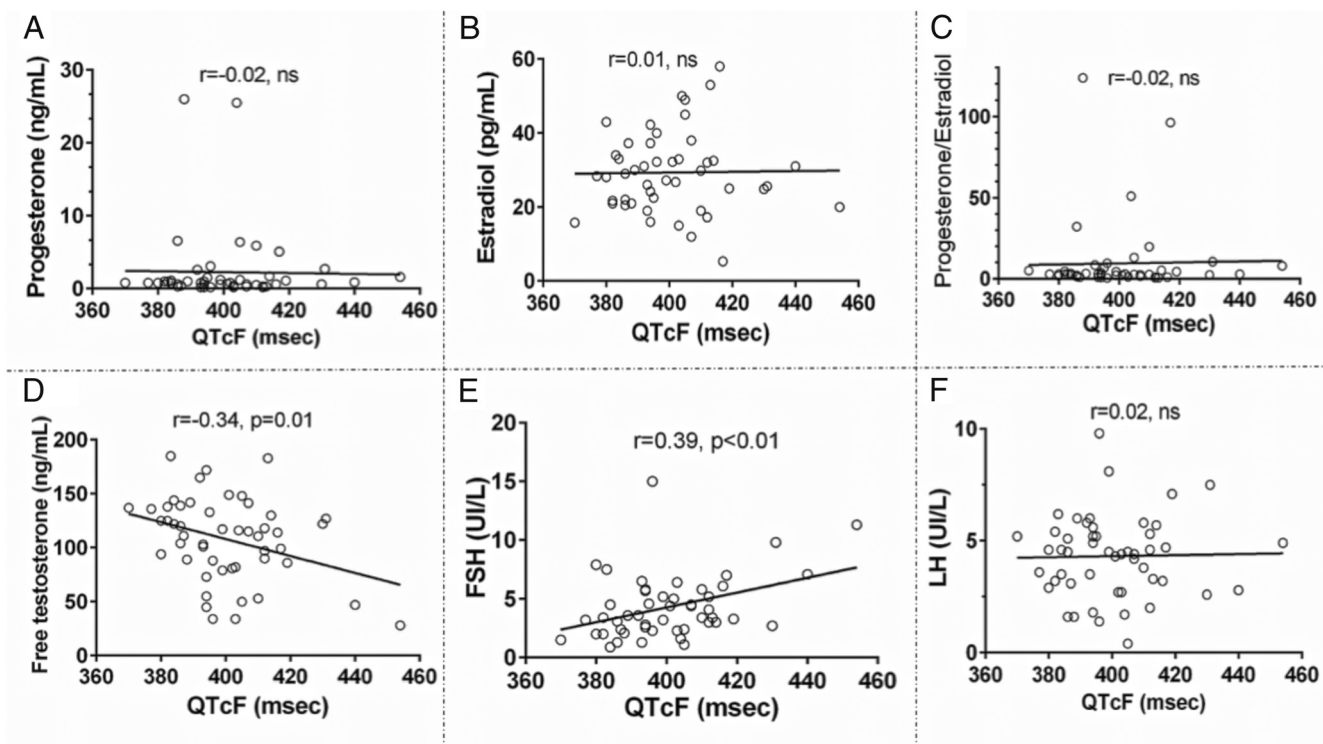 A
r=-0.02, ns
Progesterone (ng/mL)
30
20
10
0
360 380 400 420 440 460
QTcF (msec)
B
r=0.01, ns
Estradiol (pg/mL)
60
40
20
0
360 380 400 420 440 460
QTcF (msec)
C
r=-0.02, ns
Progesterone/Estradiol
100
50
0
360 380 400 420 440 460
QTcF (msec)
D
r=-0.34, p=0.01
Free testosterone (ng/mL)
200
150
100
50
0
360 380 400 420 440 460
QTcF (msec)
E
r=0.39, p<0.01
FSH (UI/L)
20
15
10
5
0
360 380 400 420 440 460
QTcF (msec)
F
r=0.02, ns
LH (UI/L)
10
5
0
360 380 400 420 440 460
QTcF (msec)